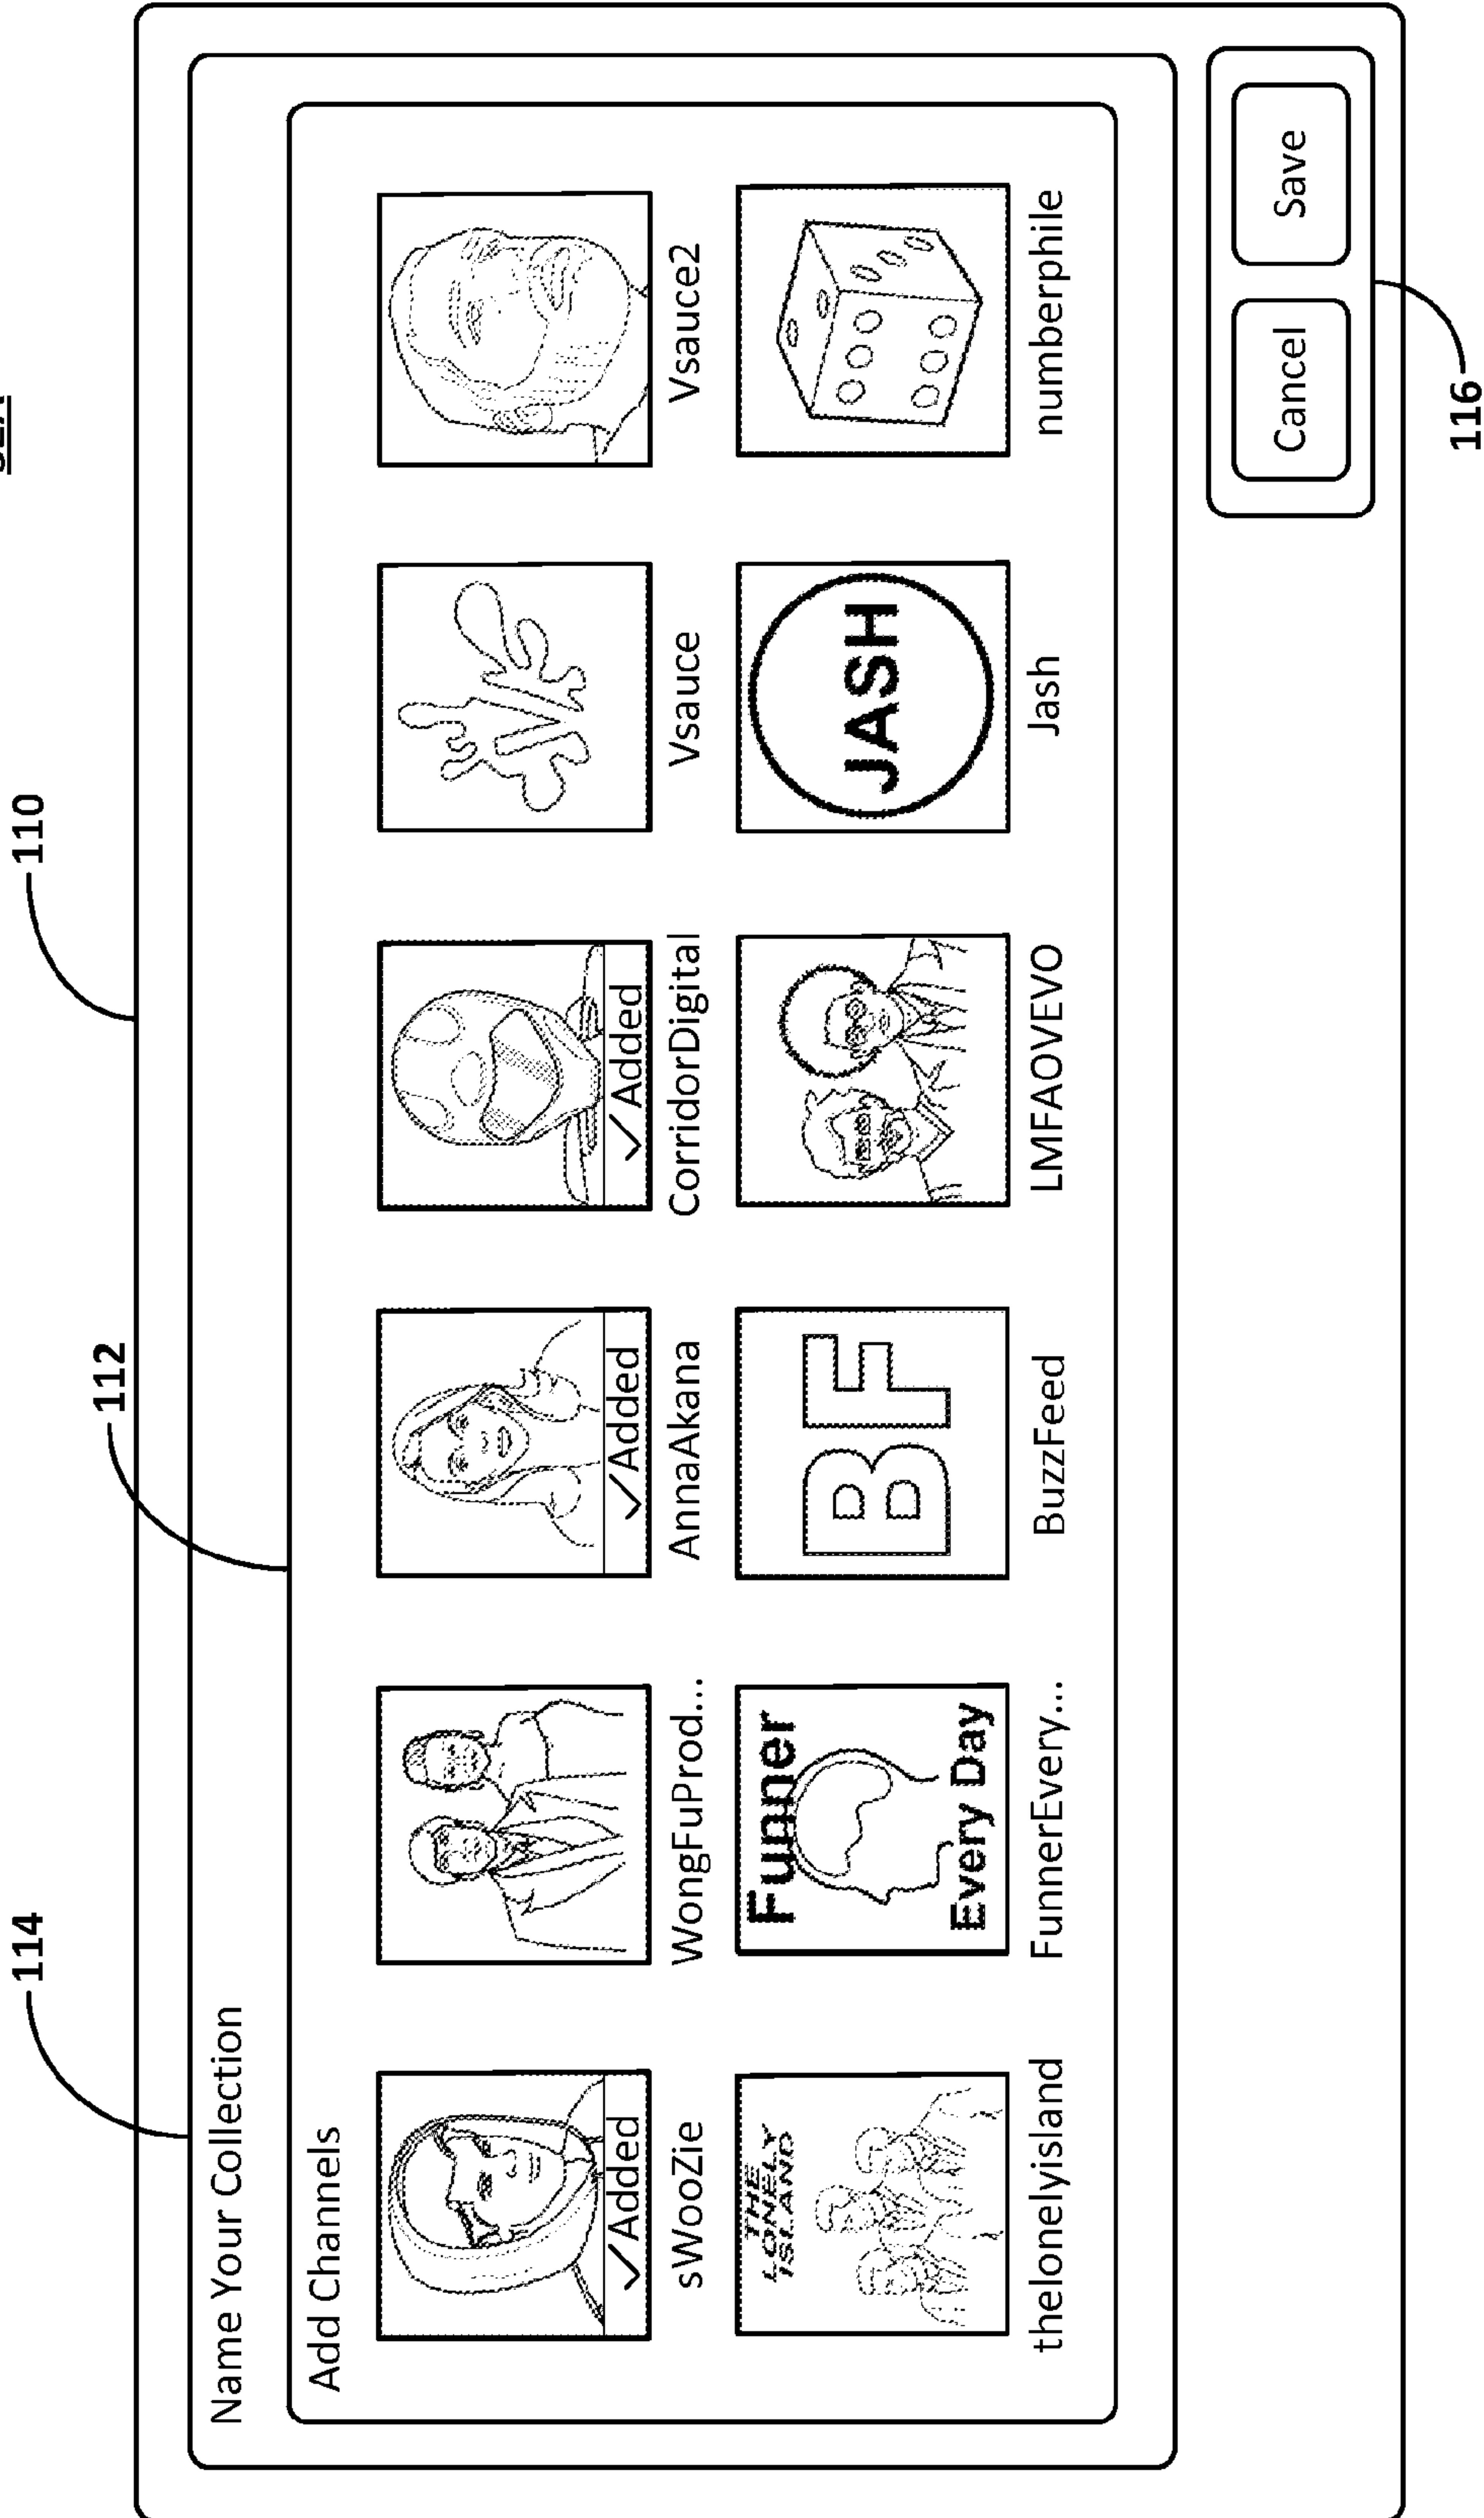 110
112
114
Name Your Collection
Add Channels
✓Added
✓Added
✓Added
sWooZie
WongFuProd...
AnnaAkana
CorridorDigital
Vsauce
Vsauce2
THE
LONELY
ISLAND
Funner
Every Day
BF
JASH
thelonelyisland
FunnerEvery...
BuzzFeed
LMFAOVEVO
Jash
numberphile
Cancel
Save
116